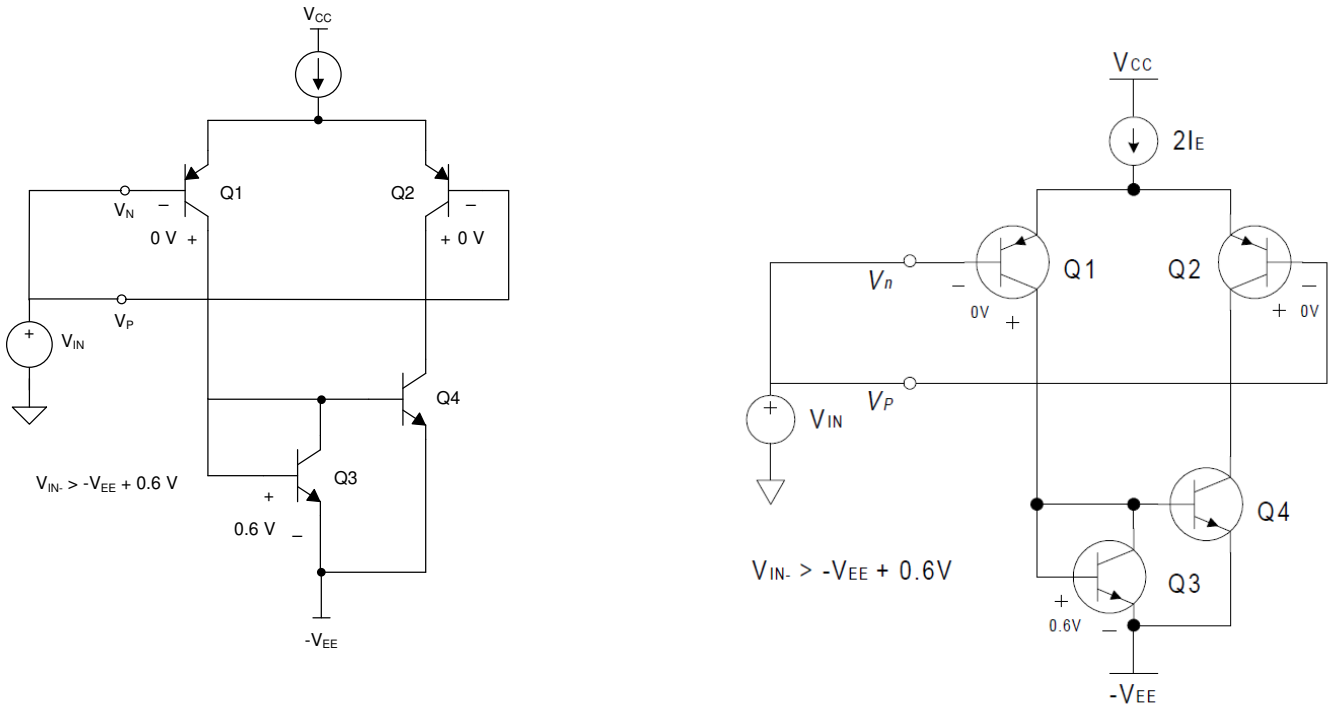 VCC
Q1
Q2
VN
−
−
0 V +
+ 0 V
VP
+
VIN
Q4
Q3
VIN- > -VEE + 0.6 V
+
0.6 V
−
-VEE
VCC
2IE
Q1
Q2
Vn
−
−
0V
+
+
0V
VP
+
VIN
Q4
VIN- > -VEE + 0.6V
Q3
+
0.6V
−
-VEE